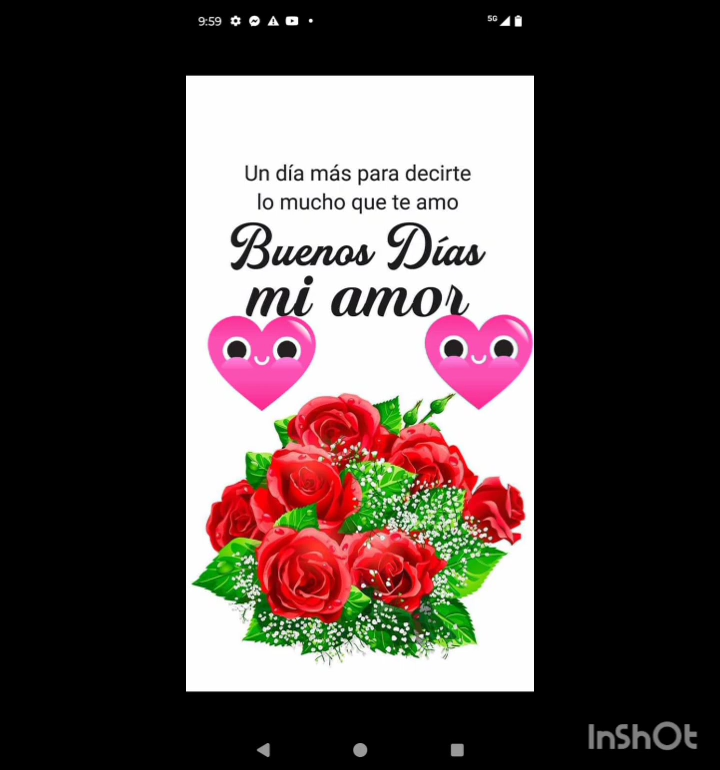 9:59
5G
Un día más para decirte
lo mucho que te amo
Buenos Días
mi amor
InShOt